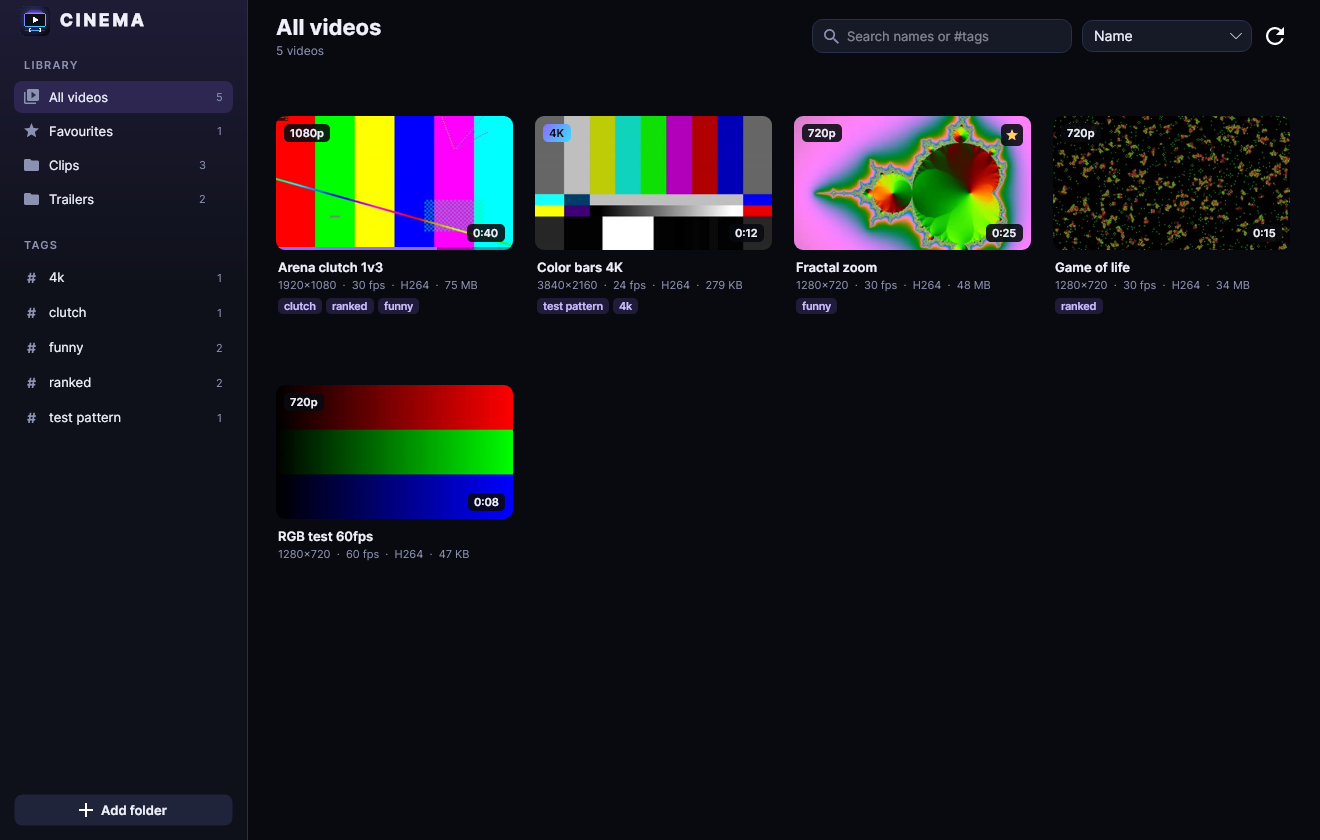 CINEMA
LIBRARY
All videos 5
Favourites 1
Clips 3
Trailers 2
TAGS
# 4k 1
# clutch 1
# funny 2
# ranked 2
# test pattern 1
Add folder
All videos
5 videos
Search names or #tags
Name
1080p
0:40
Arena clutch 1v3
1920×1080 · 30 fps · H264 · 75 MB
clutch ranked funny
4K
0:12
Color bars 4K
3840×2160 · 24 fps · H264 · 279 KB
test pattern 4k
720p
0:25
Fractal zoom
1280×720 · 30 fps · H264 · 48 MB
funny
720p
0:15
Game of life
1280×720 · 30 fps · H264 · 34 MB
ranked
720p
0:08
RGB test 60fps
1280×720 · 60 fps · H264 · 47 KB